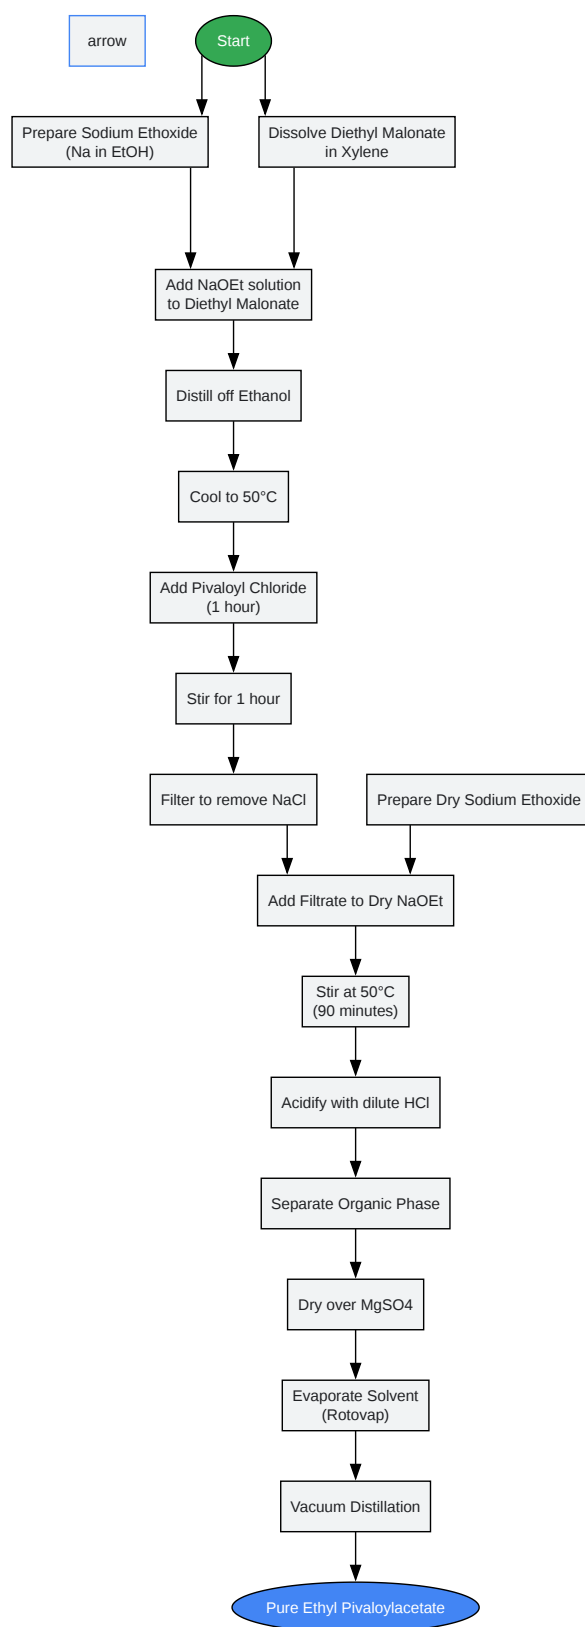 arrow
Start
Prepare Sodium Ethoxide
(Na in EtOH)
Dissolve Diethyl Malonate
in Xylene
Add NaOEt solution
to Diethyl Malonate
Distill off Ethanol
Cool to 50°C
Add Pivaloyl Chloride
(1 hour)
Stir for 1 hour
Filter to remove NaCl
Prepare Dry Sodium Ethoxide
Add Filtrate to Dry NaOEt
Stir at 50°C
(90 minutes)
Acidify with dilute HCl
Separate Organic Phase
Dry over MgSO4
Evaporate Solvent
(Rotovap)
Vacuum Distillation
Pure Ethyl Pivaloylacetate